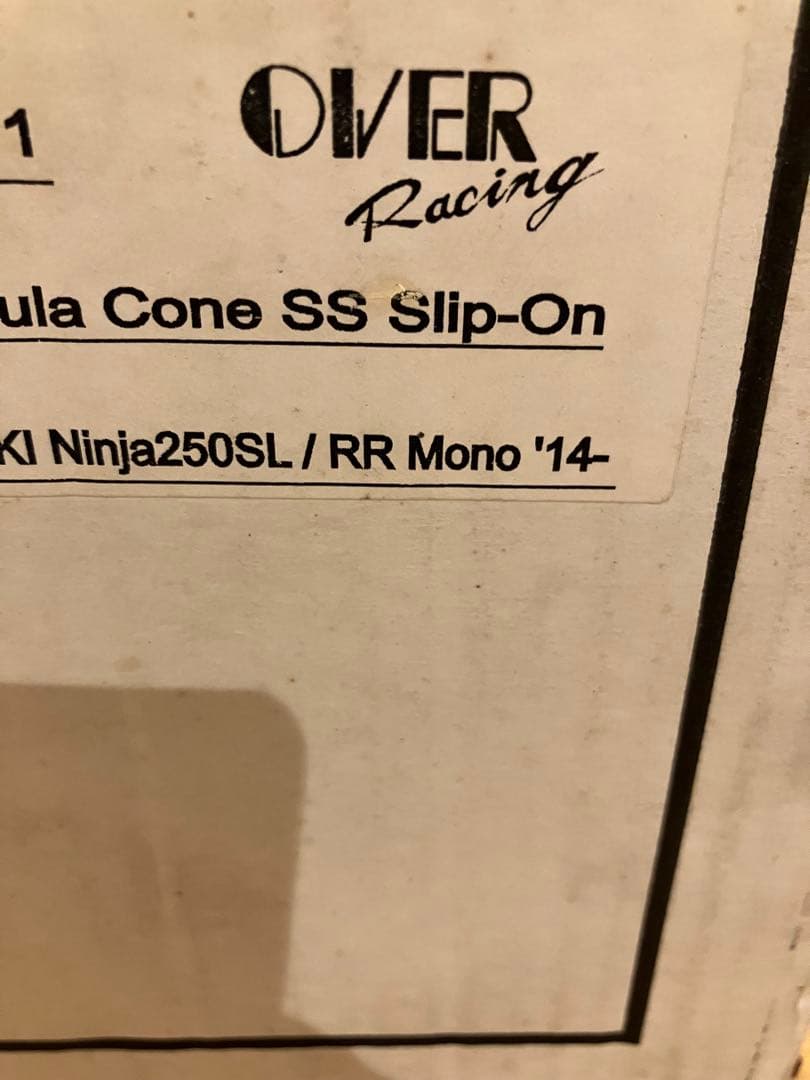 1
OVER
Racing
ula Cone SS Slip-On
KI Ninja250SL / RR Mono '14-